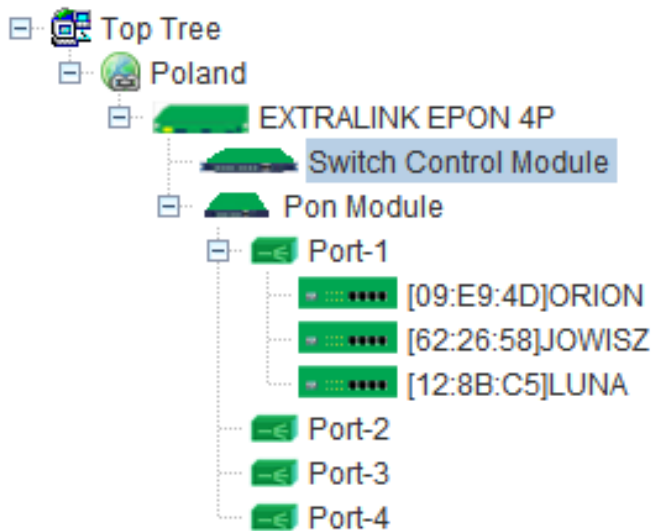 Top Tree
Poland
EXTRALINK EPON 4P
Switch Control Module
Pon Module
Port-1
[09:E9:4D]ORION
[62:26:58]JOWISZ
[12:8B:C5]LUNA
Port-2
Port-3
Port-4